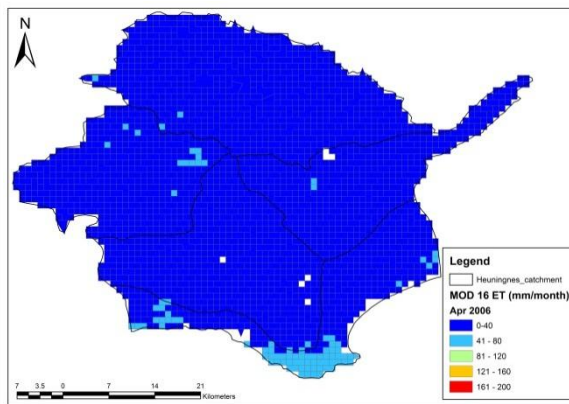 N
Legend
Heuningnes_catchment
MOD 16 ET (mm/month)
Apr 2006
0-40
41 - 80
81 - 120
121 - 160
161 - 200
7 3.5 0 7 14 21
Kilometers